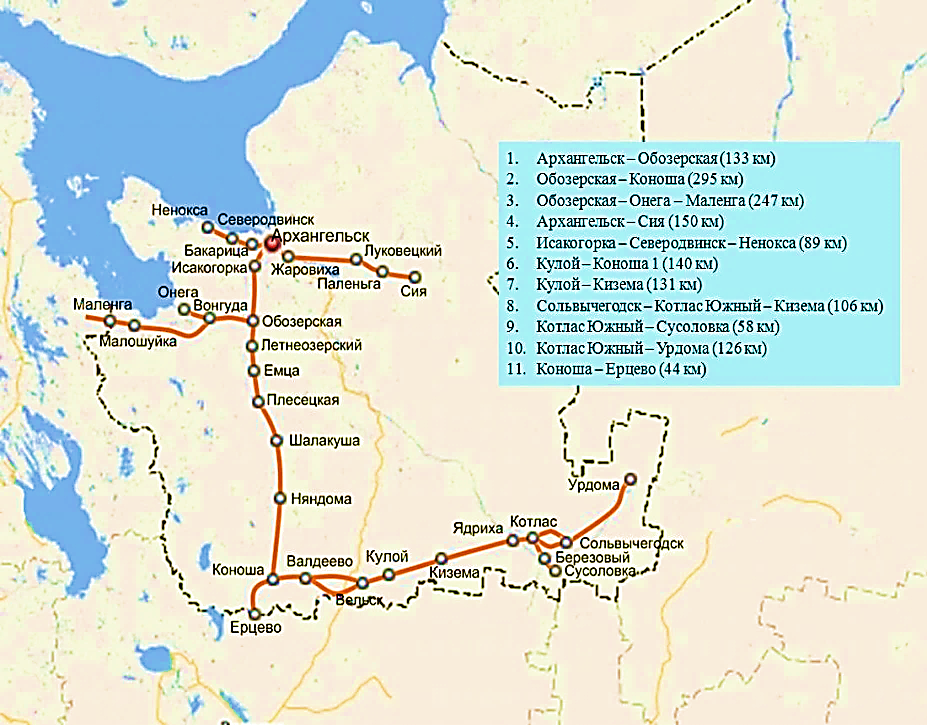 Ненокса
Северодвинск
Архангельск
Бакарица
Исакогорка
Жаровиха
Луковецкий
Паленьга
Сия
Маленга
Онега
Вонгуда
Малошуйка
Обозерская
Летнеозерский
Емца
Плесецкая
Шалакуша
Няндома
Коноша
Валдеево
Кулой
Вельск
Ерцево
Кизема
Ядриха
Котлас
Сольвычегодск
Березовый
Сусоловка
Урдома
1. Архангельск – Обозерская (133 км)
2. Обозерская – Коноша (295 км)
3. Обозерская – Онега – Маленга (247 км)
4. Архангельск – Сия (150 км)
5. Исакогорка – Северодвинск – Ненокса (89 км)
6. Кулой – Коноша 1 (140 км)
7. Кулой – Кизема (131 км)
8. Сольвычегодск – Котлас Южный – Кизема (106 км)
9. Котлас Южный – Сусоловка (58 км)
10. Котлас Южный – Урдома (126 км)
11. Коноша – Ерцево (44 км)